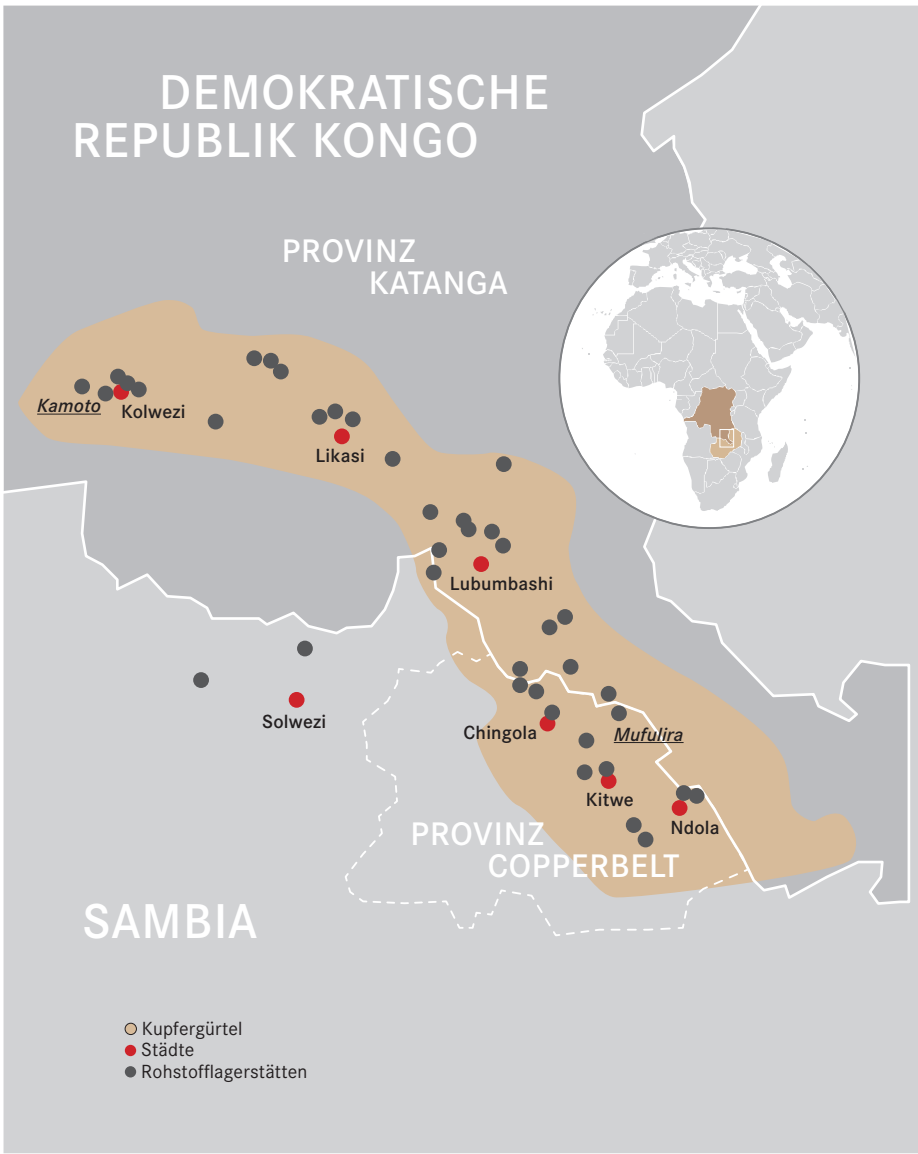 DEMOKRATISCHE
REPUBLIK KONGO
PROVINZ
KATANGA
Kamoto
Kolwezi
Likasi
Lubumbashi
Solwezi
Chingola
Mufulira
Kitwe
Ndola
PROVINZ
COPPERBELT
SAMBIA
Kupfergürtel
Städte
Rohstofflagerstätten